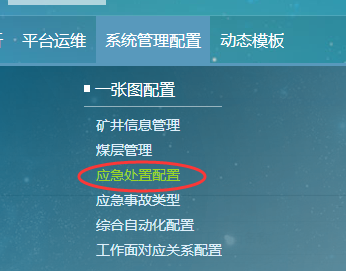 平台运维 系统管理配置 动态模板
一张图配置
矿井信息管理
煤层管理
应急处置配置
应急事故类型
综合自动化配置
工作面对应关系配置